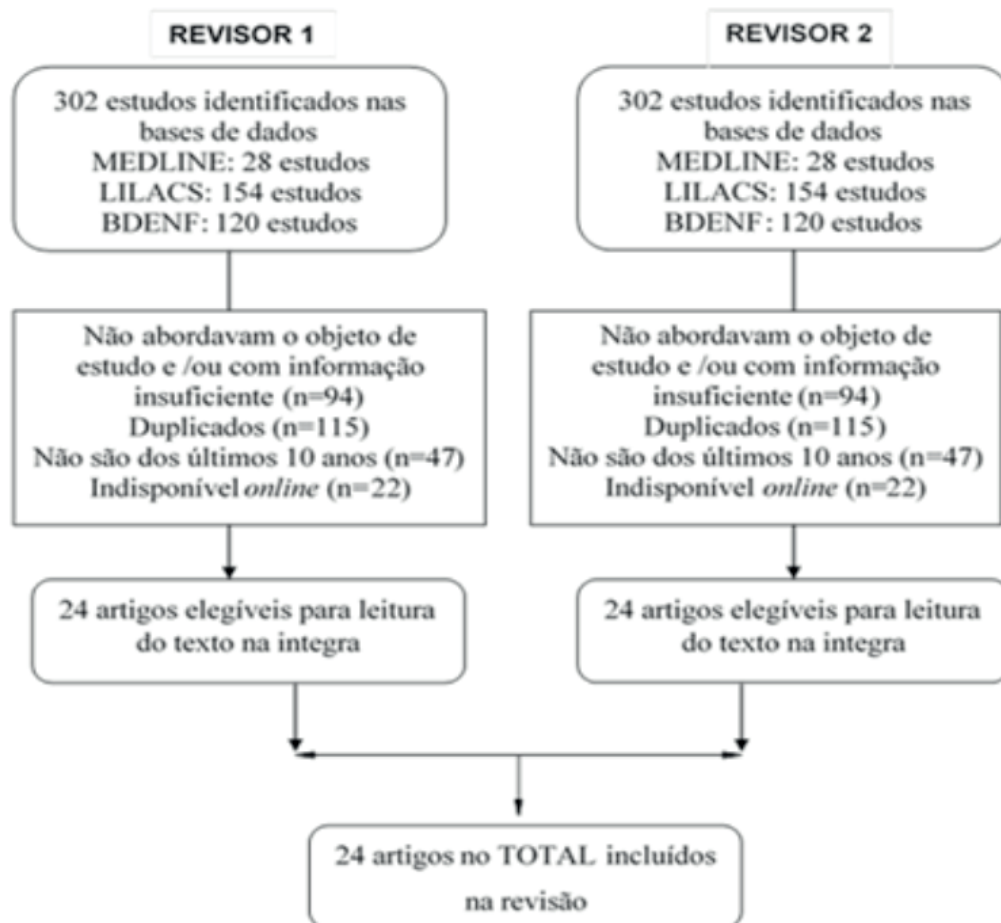 REVISOR 1
302 estudos identificados nas
bases de dados
MEDLINE: 28 estudos
LILACS: 154 estudos
BDENF: 120 estudos
Não abordavam o objeto de
estudo e /ou com informação
insuficiente (n=94)
Duplicados (n=115)
Não são dos últimos 10 anos (n=47)
Indisponível online (n=22)
24 artigos elegíveis para leitura
do texto na integra
REVISOR 2
302 estudos identificados nas
bases de dados
MEDLINE: 28 estudos
LILACS: 154 estudos
BDENF: 120 estudos
Não abordavam o objeto de
estudo e /ou com informação
insuficiente (n=94)
Duplicados (n=115)
Não são dos últimos 10 anos (n=47)
Indisponível online (n=22)
24 artigos elegíveis para leitura
do texto na integra
24 artigos no TOTAL incluídos
na revisão